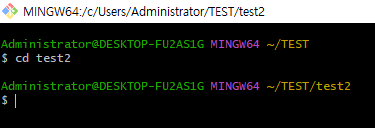 MINGW64:/c/Users/Administrator/TEST/test2
Administrator@DESKTOP-FU2AS1G MINGW64 ~/TEST
$ cd test2
Administrator@DESKTOP-FU2AS1G MINGW64 ~/TEST/test2
$